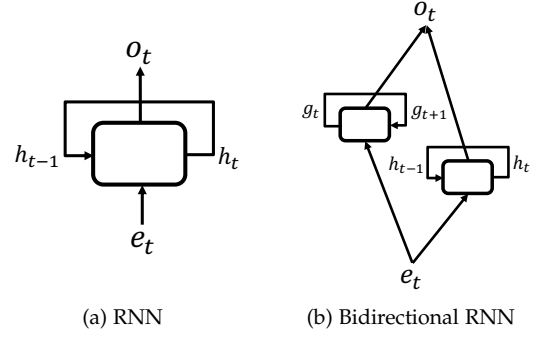 o_t
h_{t-1}
h_t
e_t
(a) RNN
o_t
g_t
g_{t+1}
h_{t-1}
h_t
e_t
(b) Bidirectional RNN